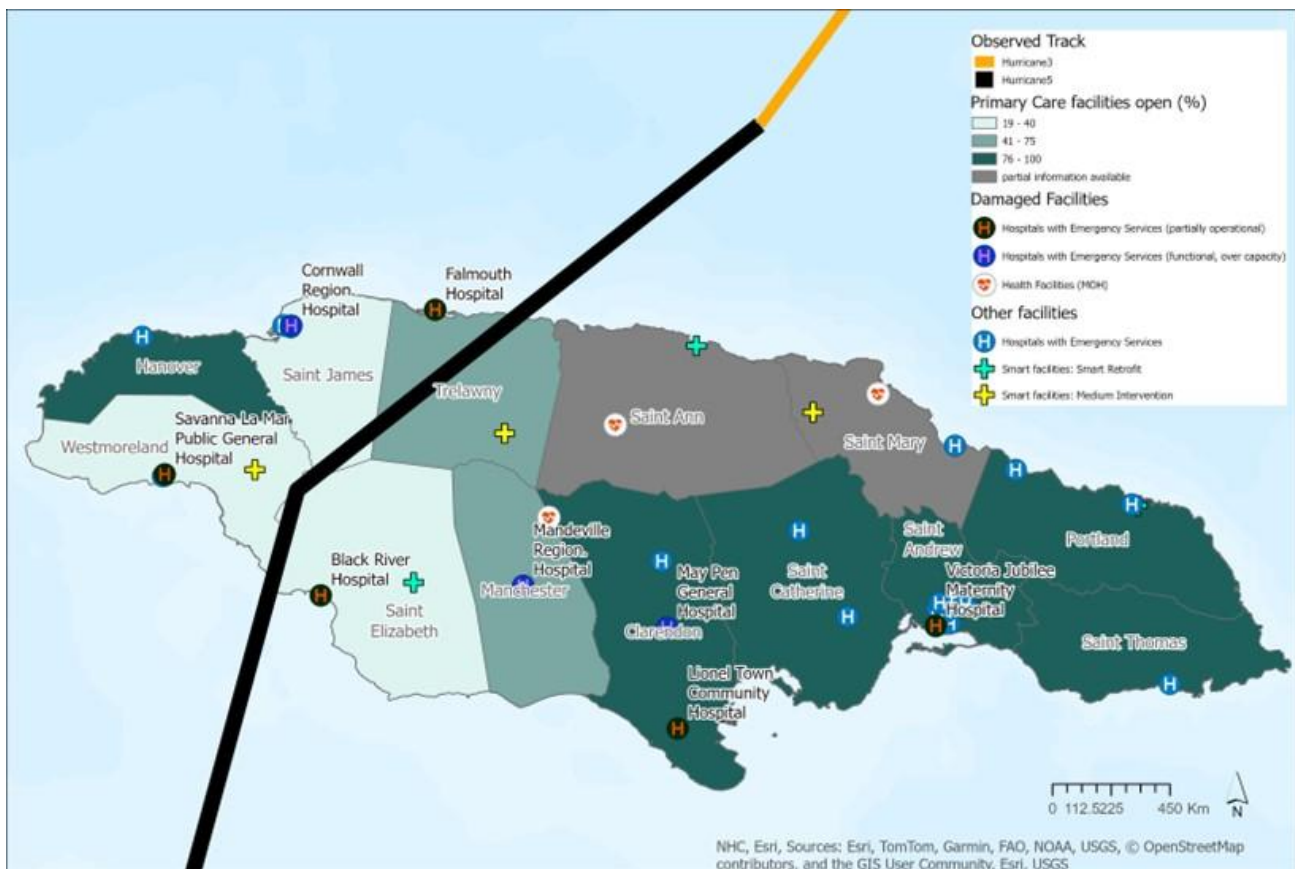 Observed Track
Hurricane3
Hurricane5
Primary Care facilities open (%)
19 - 40
41 - 75
76 - 100
partial information available
Damaged Facilities
H Hospitals with Emergency Services (partially operational)
H Hospitals with Emergency Services (functional, over capacity)
Health Facilities (MOH)
Other facilities
H Hospitals with Emergency Services
Smart facilities: Smart Retrofit
Smart facilities: Medium Intervention
Cornwall
Region.
Hospital
Falmouth
Hospital
Hanover
Saint James
Trelawny
Savanna La Mar
Public General
Hospital
Westmoreland
Saint Ann
Saint Mary
Black River
Hospital
Saint
Elizabeth
Mandeville
Region.
Hospital
Manchester
May Pen
General
Hospital
Clarendon
Saint
Catherine
Saint
Andrew
Portland
Victoria Jubilee
Maternity
Hospital
Saint Thomas
Lionel Town
Community
Hospital
0 112.5225 450 Km
N
NHC, Esri, Sources: Esri, TomTom, Garmin, FAO, NOAA, USGS, © OpenStreetMap
contributors, and the GIS User Community, Esri, USGS